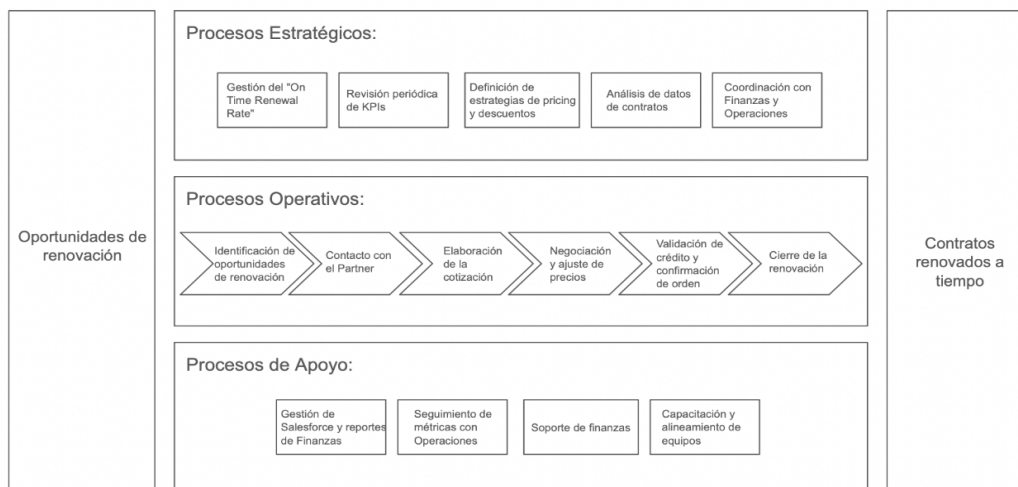 Oportunidades de
renovación
Procesos Estratégicos:
Gestión del "On
Time Renewal
Rate"
Revisión periódica
de KPIs
Definición de
estrategias de pricing
y descuentos
Análisis de datos
de contratos
Coordinación con
Finanzas y
Operaciones
Procesos Operativos:
Identificación de
oportunidades
de renovación
Contacto con
el Partner
Elaboración
de la
cotización
Negociación
y ajuste de
precios
Validación de
crédito y
confirmación
de orden
Cierre de la
renovación
Procesos de Apoyo:
Gestión de
Salesforce y reportes
de Finanzas
Seguimiento de
métricas con
Operaciones
Soporte de finanzas
Capacitación y
alineamiento de
equipos
Contratos
renovados a
tiempo